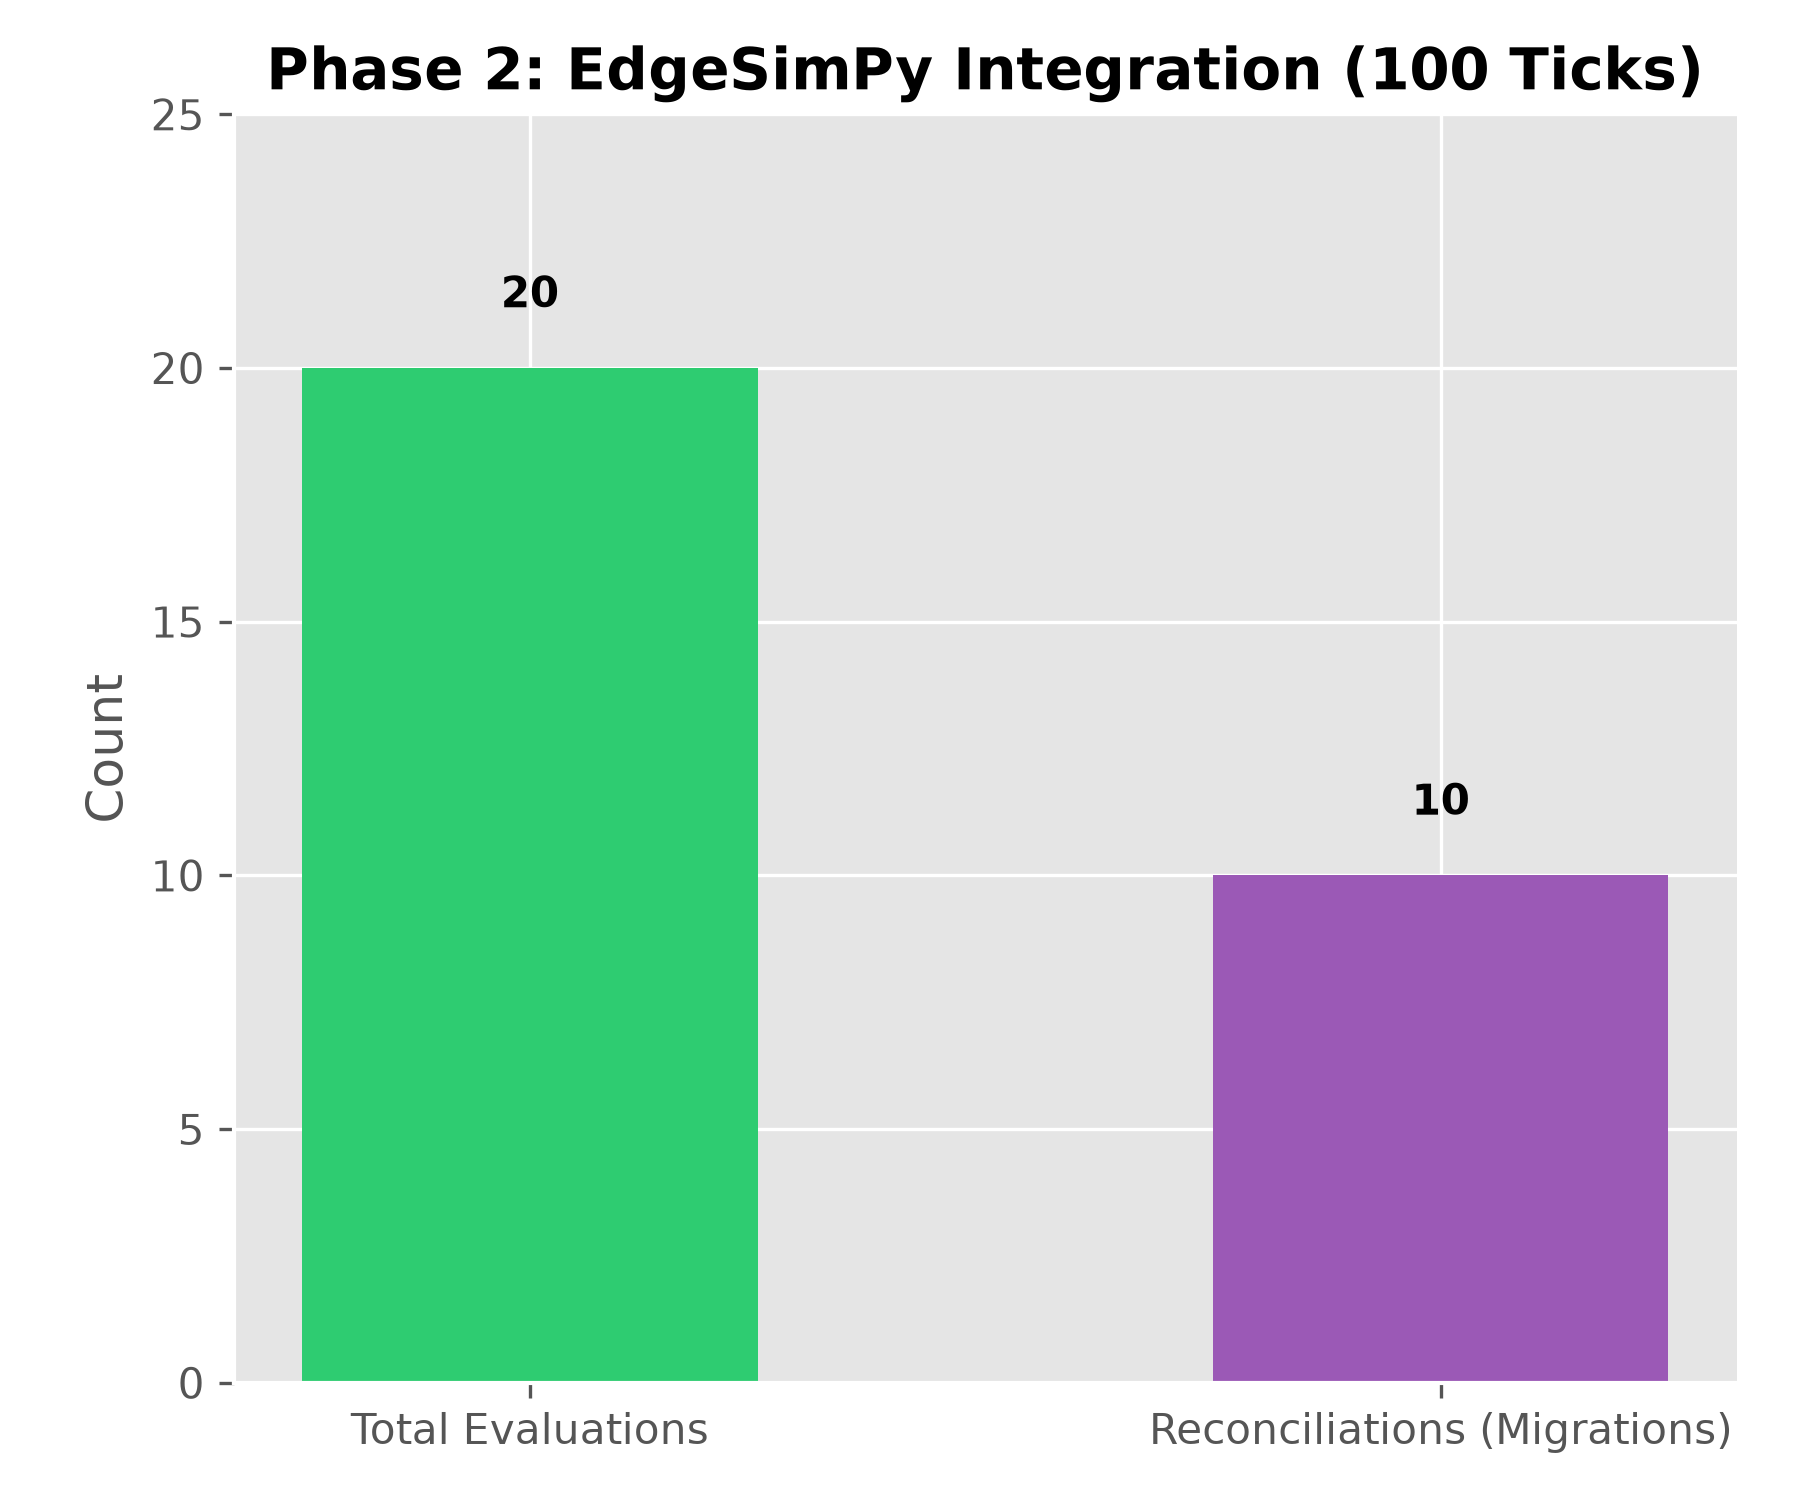 Phase 2: EdgeSimPy Integration (100 Ticks)
25
20
15
10
5
0
Count
20
10
Total Evaluations
Reconciliations (Migrations)